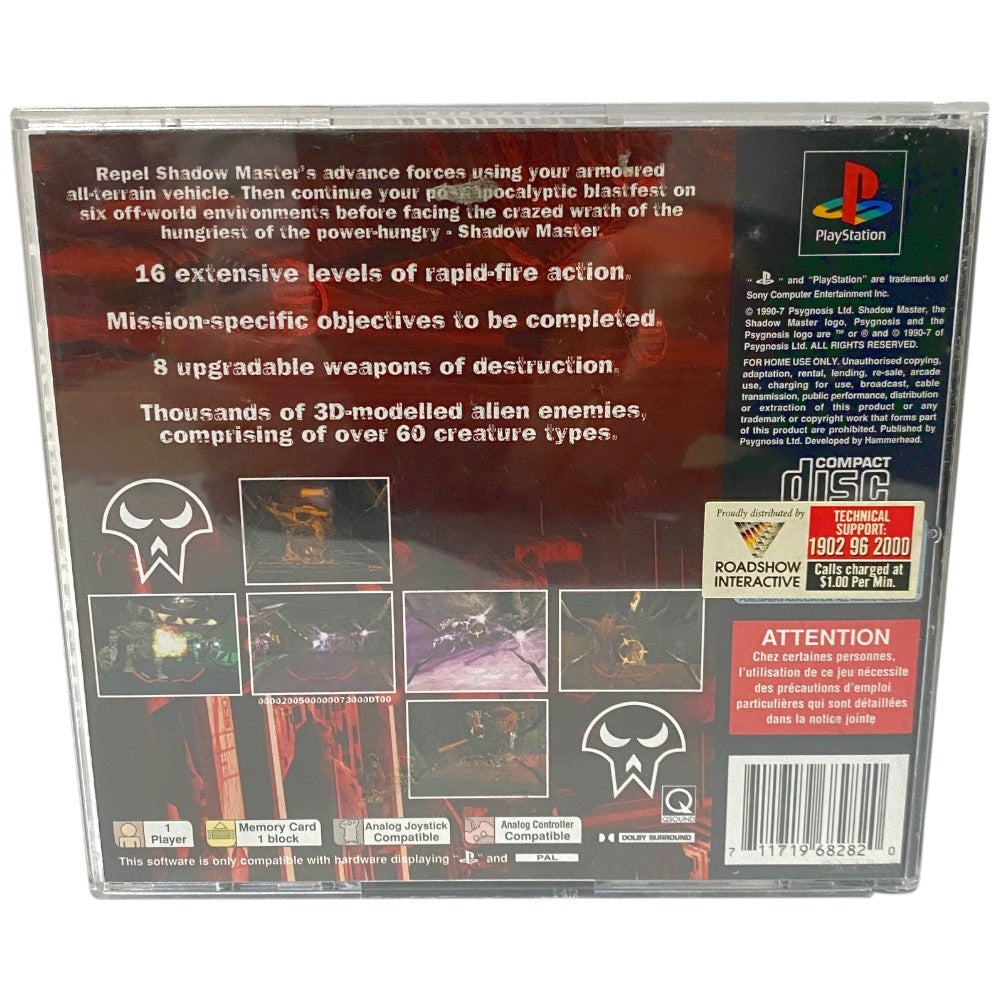 Repel Shadow Master's advance forces using your armoured
all-terrain vehicle. Then continue your apocalyptic blastfest on
six off-world environments before facing the crazed wrath of the
hungriest of the power-hungry - Shadow Master.
16 extensive levels of rapid-fire action.
Mission-specific objectives to be completed.
8 upgradable weapons of destruction.
Thousands of 3D-modelled alien enemies,
comprising of over 60 creature types.
PlayStation
" " and "PlayStation" are trademarks of
Sony Computer Entertainment Inc.
© 1990-7 Psygnosis Ltd. Shadow Master, the
Shadow Master logo, Psygnosis and the
Psygnosis logo are ™ or ® and © 1990-7 of
Psygnosis Ltd. ALL RIGHTS RESERVED.
FOR HOME USE ONLY. Unauthorised copying,
adaptation, rental, lending, re-sale, arcade
use, charging for use, broadcast, cable
transmission, public performance, distribution
or extraction of this product or any
trademark or copyright work that forms part
of this product are prohibited. Published by
Psygnosis Ltd. Developed by Hammerhead.
COMPACT
disc
Proudly distributed by
ROADSHOW
INTERACTIVE
TECHNICAL
SUPPORT:
1902 96 2000
Calls charged at
$1.00 Per Min.
ATTENTION
Chez certaines personnes,
l'utilisation de ce jeu nécessite
des précautions d'emploi
particulières qui sont détaillées
dans la notice jointe
0000200500000073000DT00
Q
QSOUND
1
Player
Memory Card
1 block
Analog Joystick
Compatible
Analog Controller
Compatible
DOLBY SURROUND
This software is only compatible with hardware displaying " " and PAL
7 11719 68282 0